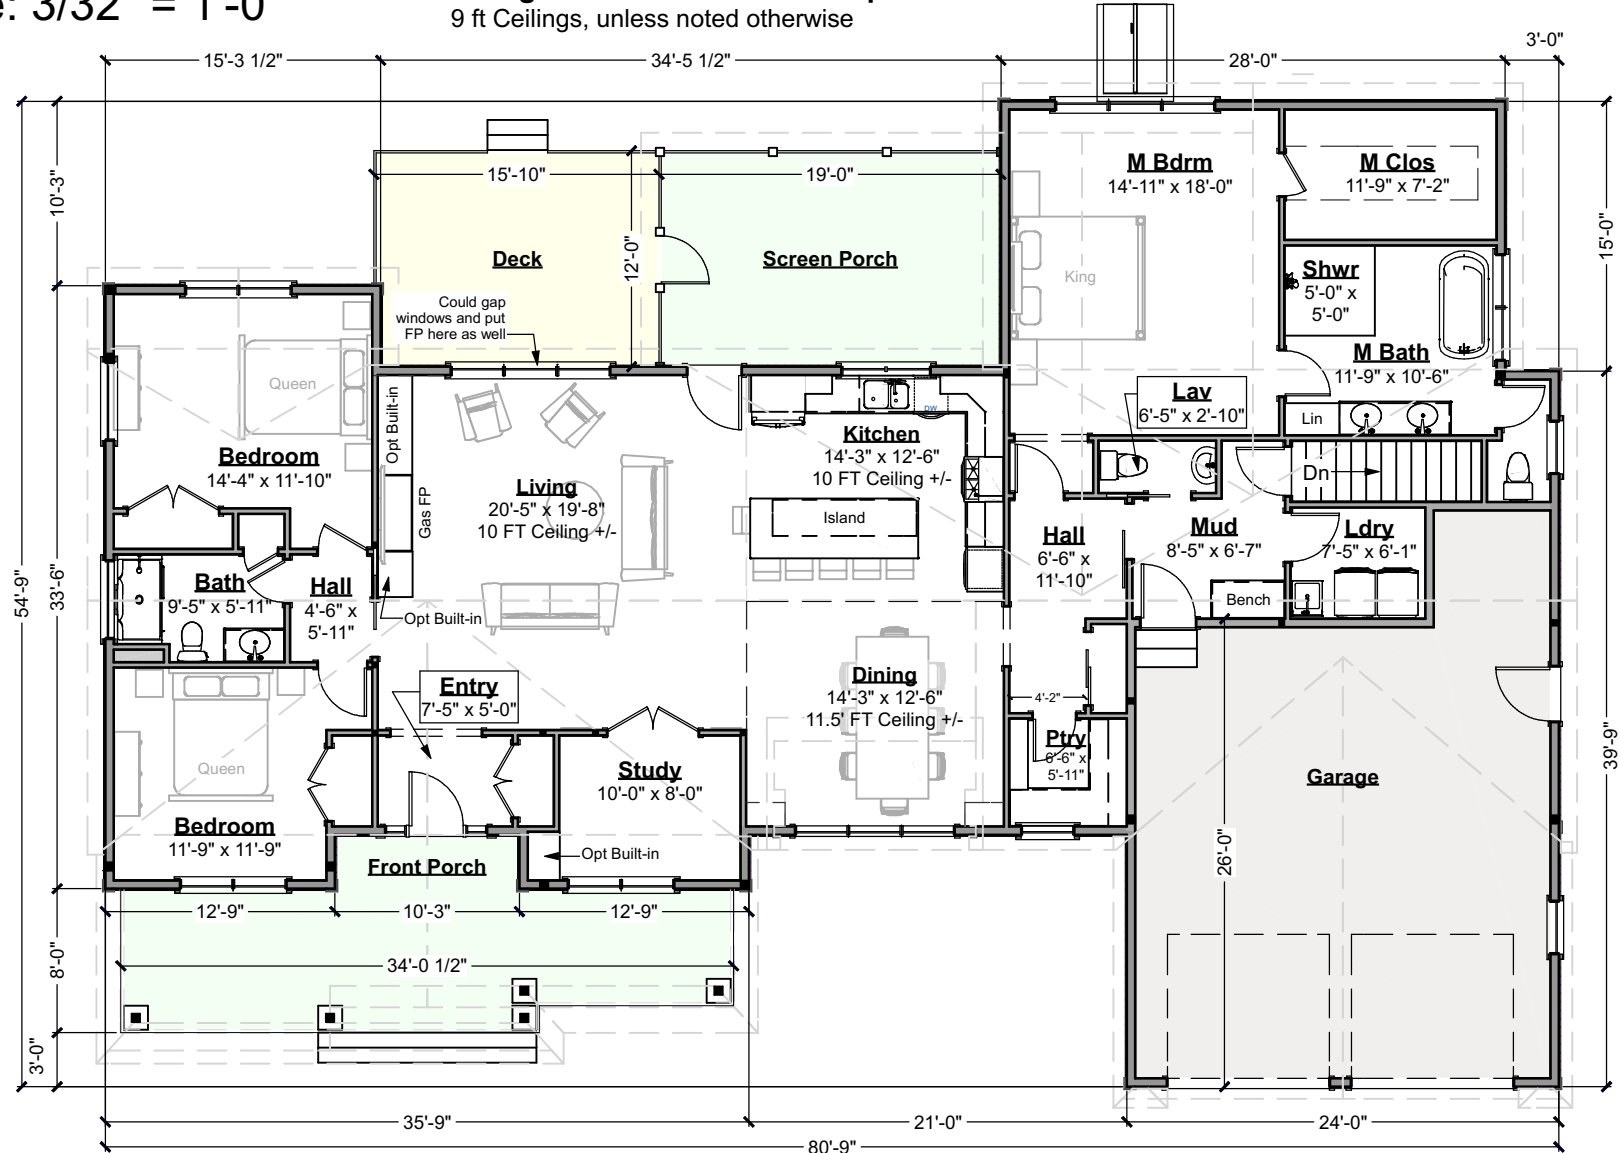 e: 3/32" = 1'-0"
9 ft Ceilings, unless noted otherwise
15'-3 1/2"
34'-5 1/2"
28'-0"
3'-0"
54'-9"
10'-3"
33'-6"
8'-0"
3'-0"
15'-0"
39'-9"
15'-10"
19'-0"
12'-0"
Deck
Screen Porch
Could gap
windows and put
FP here as well
M Bdrm
14'-11" x 18'-0"
King
M Clos
11'-9" x 7'-2"
Shwr
5'-0" x
5'-0"
M Bath
11'-9" x 10'-6"
Lin
Lav
6'-5" x 2'-10"
Dn
Queen
Bedroom
14'-4" x 11'-10"
Opt Built-in
Gas FP
Living
20'-5" x 19'-8"
10 FT Ceiling +/-
DW
Kitchen
14'-3" x 12'-6"
10 FT Ceiling +/-
Island
Hall
6'-6" x
11'-10"
Mud
8'-5" x 6'-7"
Ldry
7'-5" x 6'-1"
Bench
Bath
9'-5" x 5'-11"
Hall
4'-6" x
5'-11"
Opt Built-in
Entry
7'-5" x 5'-0"
Dining
14'-3" x 12'-6"
11.5' FT Ceiling +/-
4'-2"
Ptry
6'-6" x
5'-11"
Garage
26'-0"
Queen
Bedroom
11'-9" x 11'-9"
Study
10'-0" x 8'-0"
Opt Built-in
Front Porch
12'-9"
10'-3"
12'-9"
34'-0 1/2"
35'-9"
21'-0"
24'-0"
80'-9"